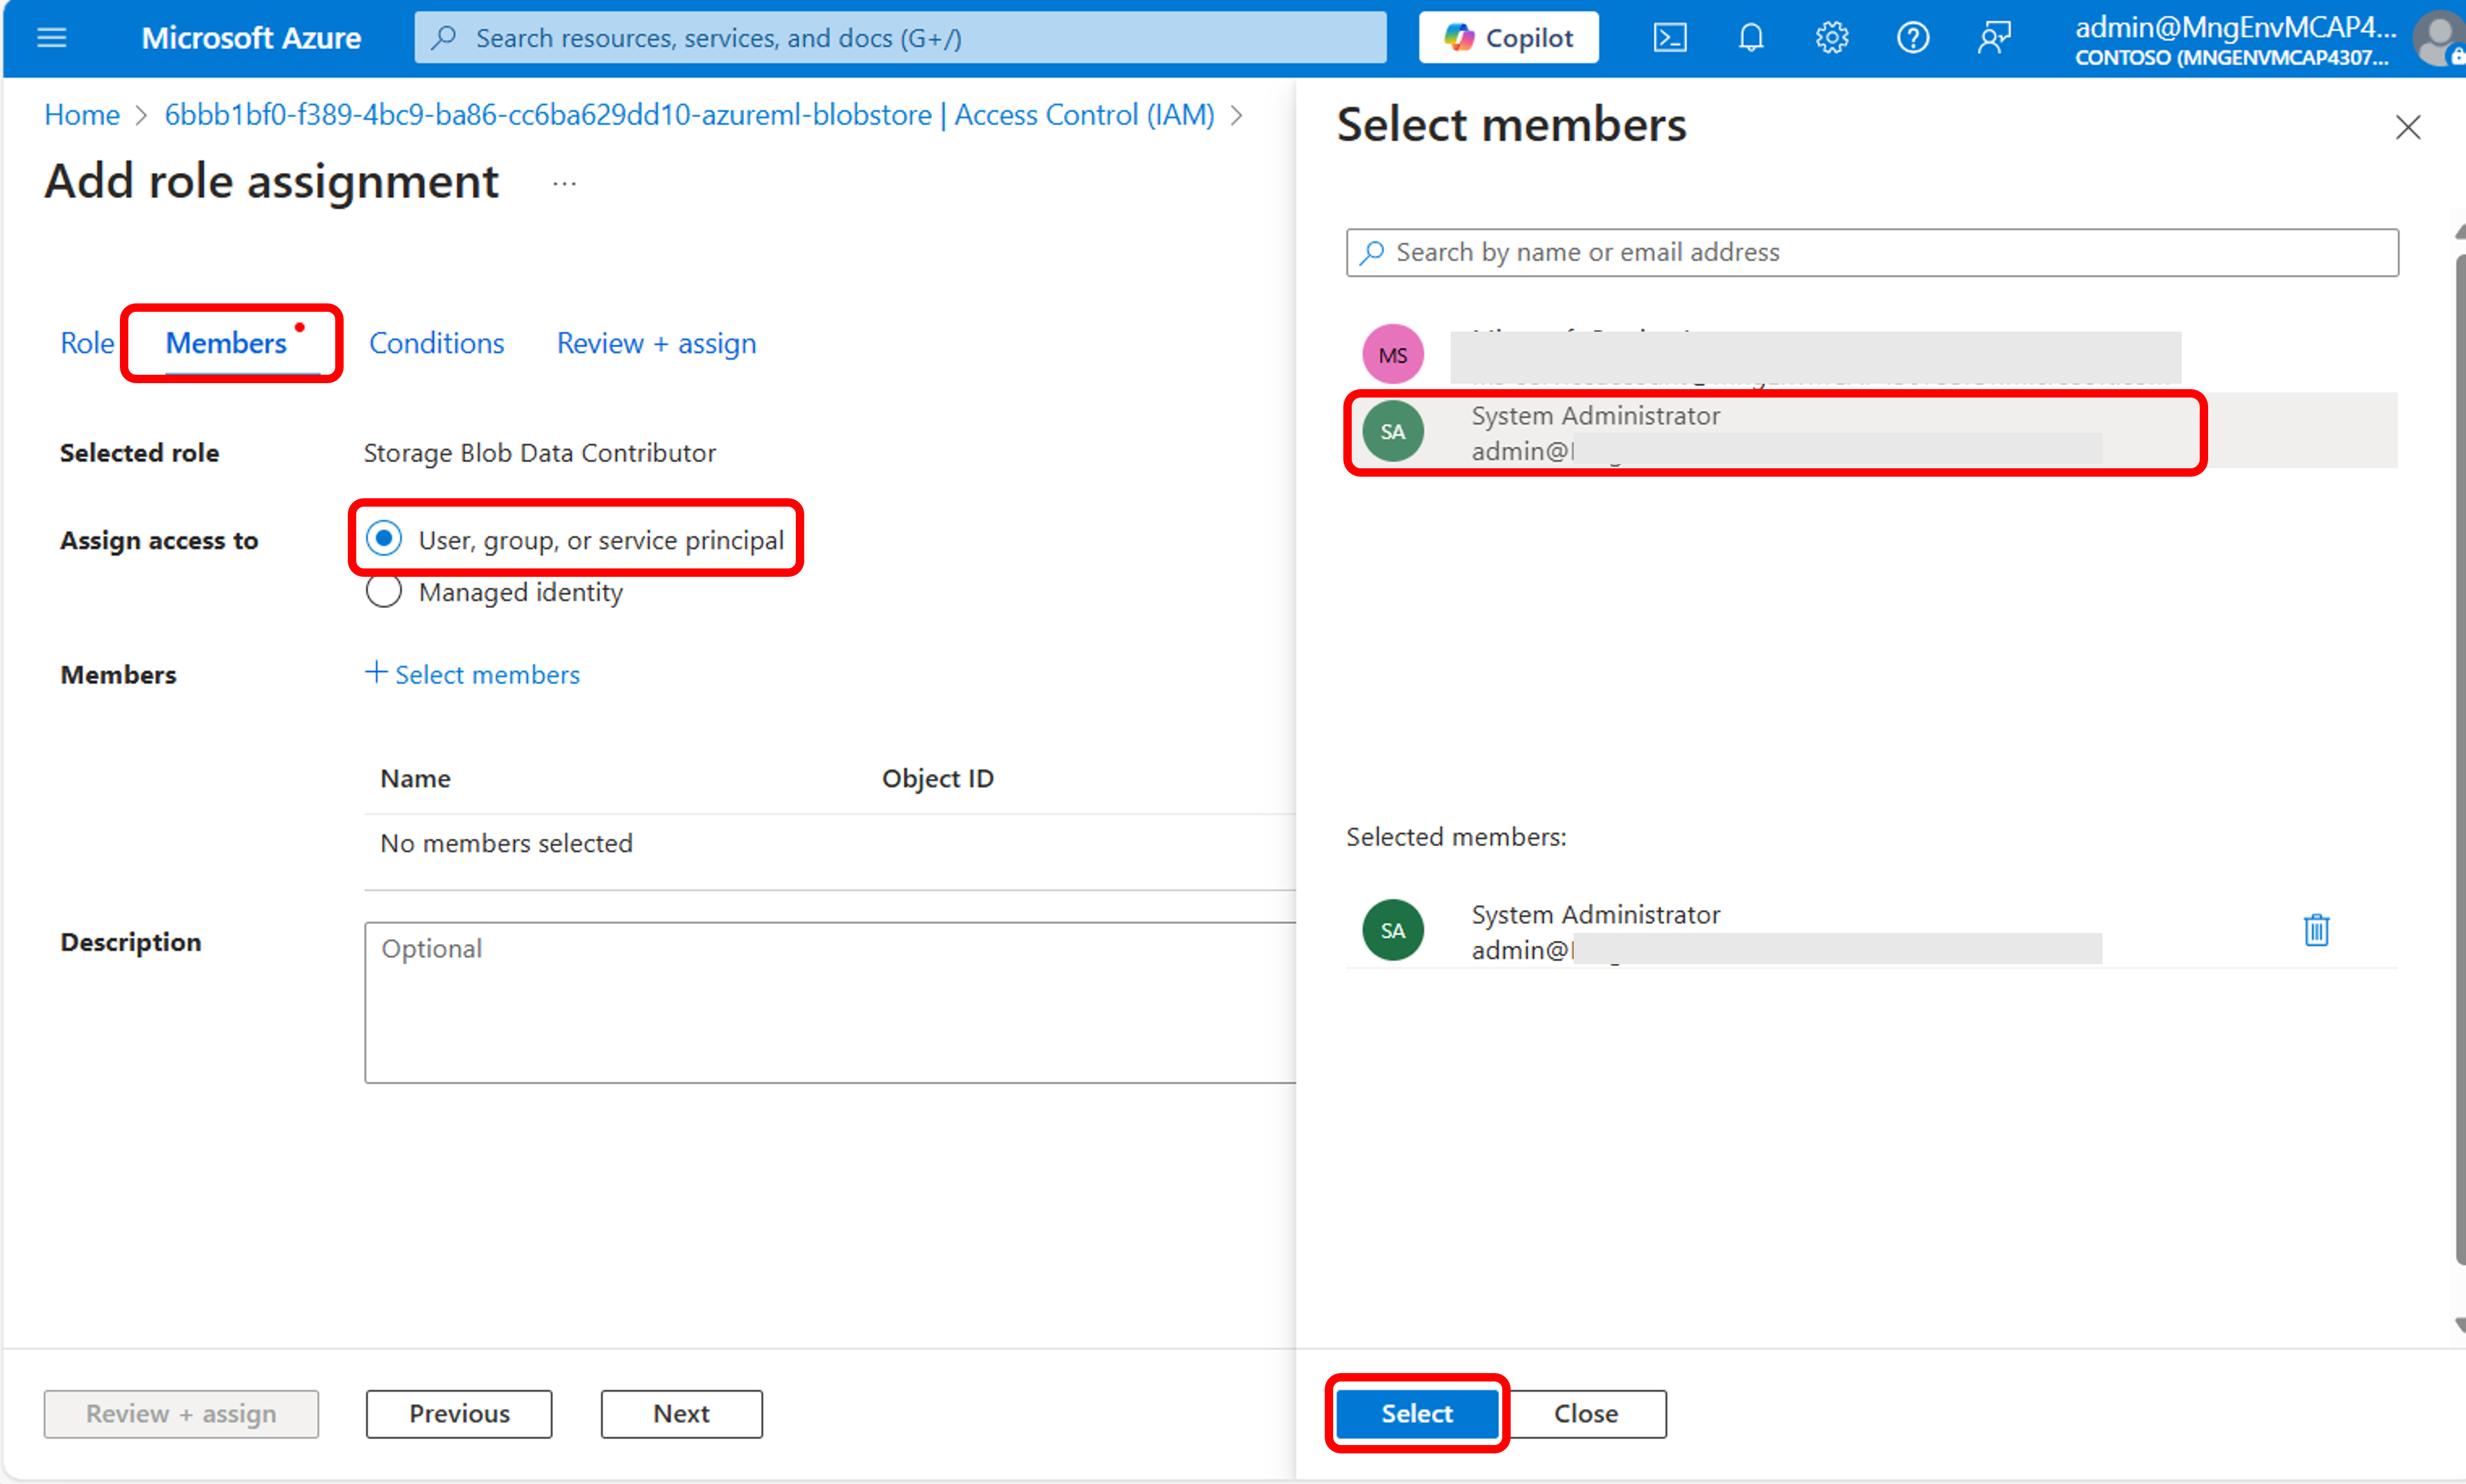 Microsoft Azure
Search resources, services, and docs (G+/)
Copilot
admin@MngEnvMCAP4...
CONTOSO (MNGENVMCAP4307...
Home > 6bbb1bf0-f389-4bc9-ba86-cc6ba629dd10-azureml-blobstore | Access Control (IAM) >
Add role assignment ...
Role
Members
Conditions
Review + assign
Selected role
Storage Blob Data Contributor
Assign access to
User, group, or service principal
Managed identity
Members
+ Select members
Name
Object ID
No members selected
Description
Optional
Review + assign
Previous
Next
Select members
Search by name or email address
MS
SA
System Administrator
admin@
Selected members:
SA
System Administrator
admin@
Select
Close